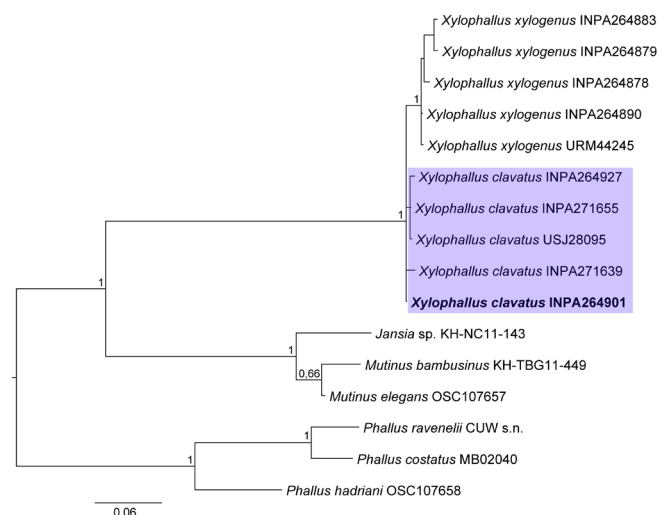 Xylophallus xylogenus INPA264883
Xylophallus xylogenus INPA264879
Xylophallus xylogenus INPA264878
1
Xylophallus xylogenus INPA264890
Xylophallus xylogenus URM44245
Xylophallus clavatus INPA264927
Xylophallus clavatus INPA271655
1
Xylophallus clavatus USJ28095
Xylophallus clavatus INPA271639
1
Xylophallus clavatus INPA264901
Jansia sp. KH-NC11-143
1
Mutinus bambusinus KH-TBG11-449
0,66
Mutinus elegans OSC107657
Phallus ravenelii CUW s.n.
1
Phallus costatus MB02040
1
Phallus hadriani OSC107658
0.06